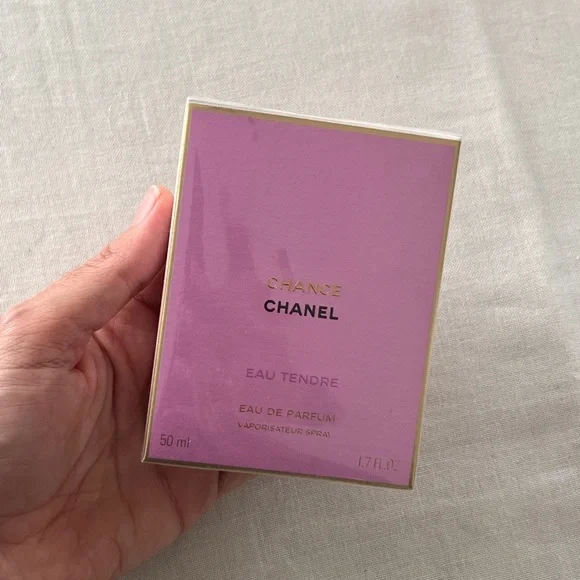 CHANCE
CHANEL
EAU TENDRE
EAU DE PARFUM
VAPORISATEUR SPRAY
50 ml
1.7 FL.OZ.